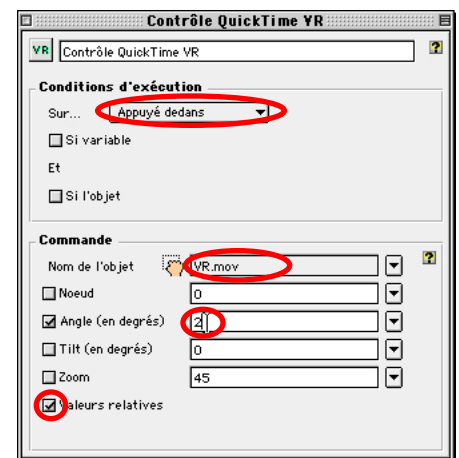 Contrôle QuickTime VR
VR Contrôle QuickTime VR ?
Conditions d'exécution
Sur... Appuyé dedans
Si variable
Et
Si l'objet
Commande
Nom de l'objet VR.mov ?
Noeud 0
Angle (en degrés) 2
Tilt (en degrés) 0
Zoom 45
Valeurs relatives